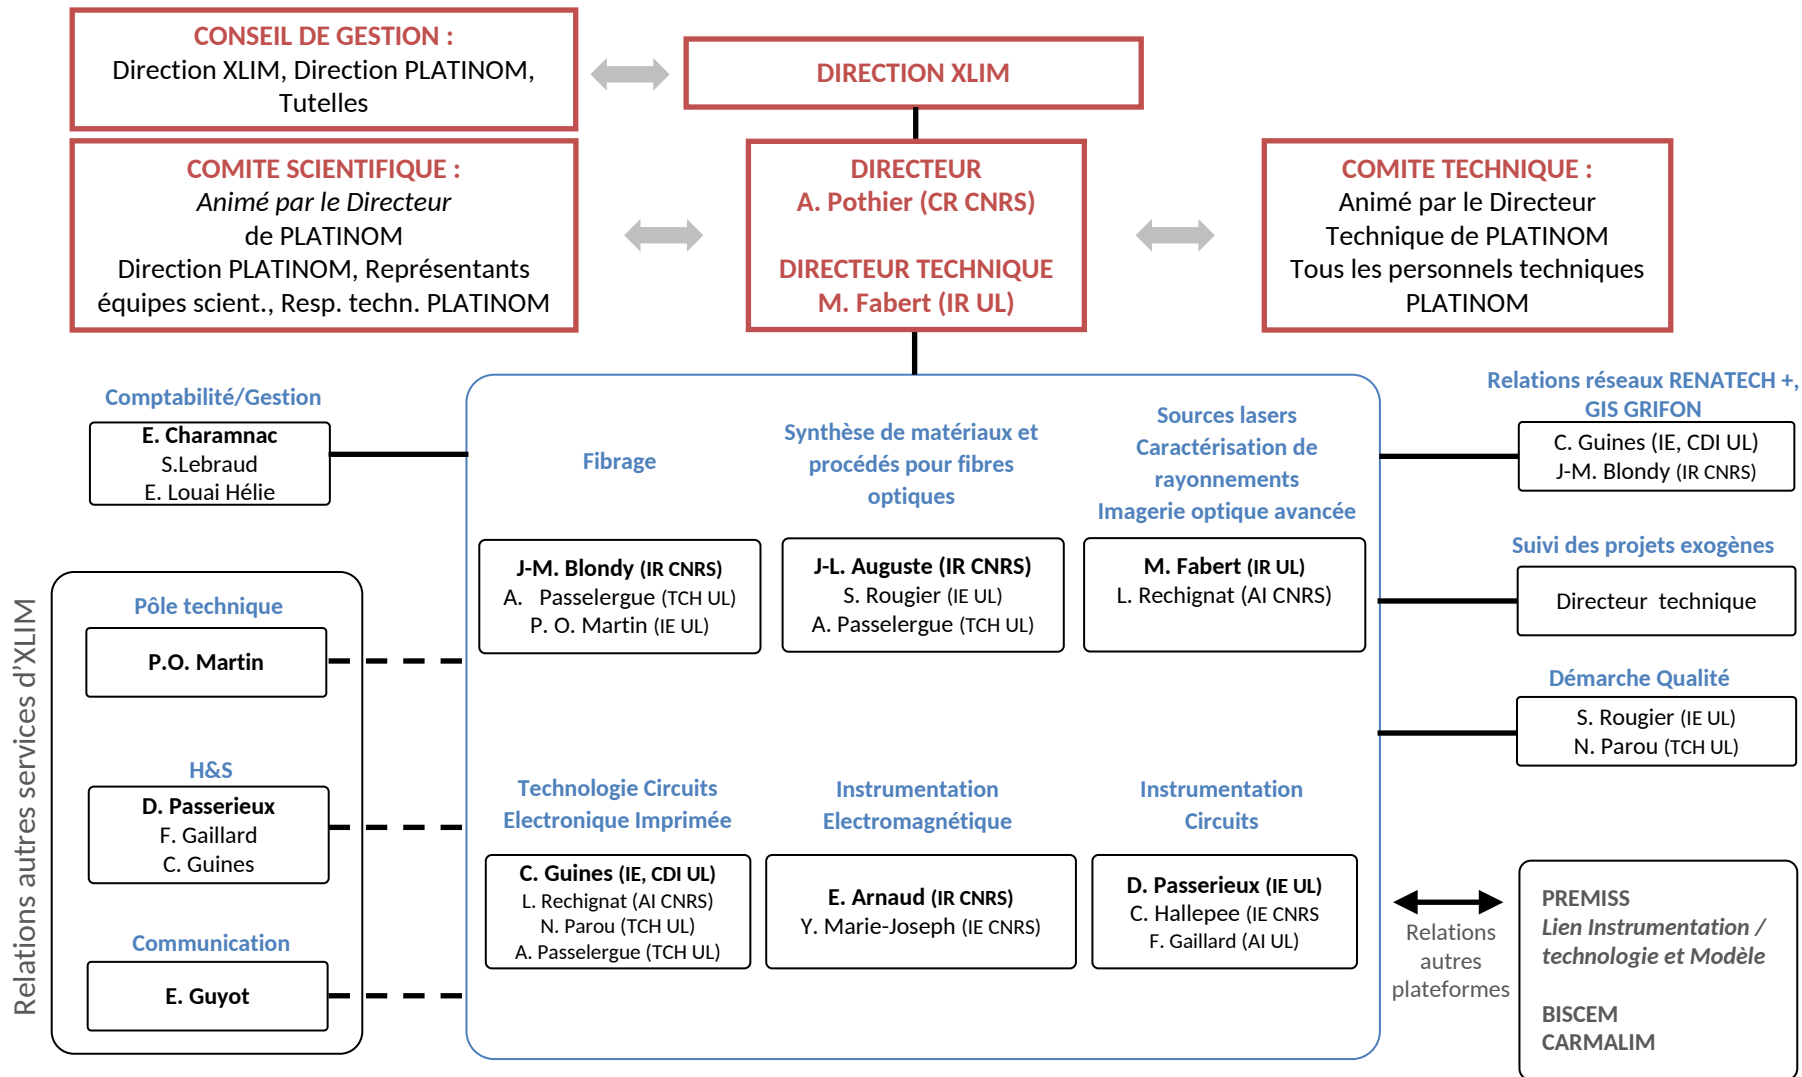 CONSEIL DE GESTION :
Direction XLIM, Direction PLATINOM,
Tutelles
DIRECTION XLIM
COMITE SCIENTIFIQUE :
Animé par le Directeur
de PLATINOM
Direction PLATINOM, Représentants
équipes scient., Resp. techn. PLATINOM
DIRECTEUR
A. Pothier (CR CNRS)
DIRECTEUR TECHNIQUE
M. Fabert (IR UL)
COMITE TECHNIQUE :
Animé par le Directeur
Technique de PLATINOM
Tous les personnels techniques
PLATINOM
Comptabilité/Gestion
E. Charamnac
S.Lebraud
E. Louai Hélie
Relations autres services d'XLIM
Pôle technique
P.O. Martin
H&S
D. Passerieux
F. Gaillard
C. Guines
Communication
E. Guyot
Fibrage
J-M. Blondy (IR CNRS)
A. Passelergue (TCH UL)
P. O. Martin (IE UL)
Synthèse de matériaux et
procédés pour fibres
optiques
J-L. Auguste (IR CNRS)
S. Rougier (IE UL)
A. Passelergue (TCH UL)
Sources lasers
Caractérisation de
rayonnements
Imagerie optique avancée
M. Fabert (IR UL)
L. Rechignat (AI CNRS)
Technologie Circuits
Electronique Imprimée
C. Guines (IE, CDI UL)
L. Rechignat (AI CNRS)
N. Parou (TCH UL)
A. Passelergue (TCH UL)
Instrumentation
Electromagnétique
E. Arnaud (IR CNRS)
Y. Marie-Joseph (IE CNRS)
Instrumentation
Circuits
D. Passerieux (IE UL)
C. Hallepee (IE CNRS
F. Gaillard (AI UL)
Relations réseaux RENATECH +,
GIS GRIFON
C. Guines (IE, CDI UL)
J-M. Blondy (IR CNRS)
Suivi des projets exogènes
Directeur technique
Démarche Qualité
S. Rougier (IE UL)
N. Parou (TCH UL)
Relations
autres
plateformes
PREMISS
Lien Instrumentation /
technologie et Modèle
BISCEM
CARMALIM